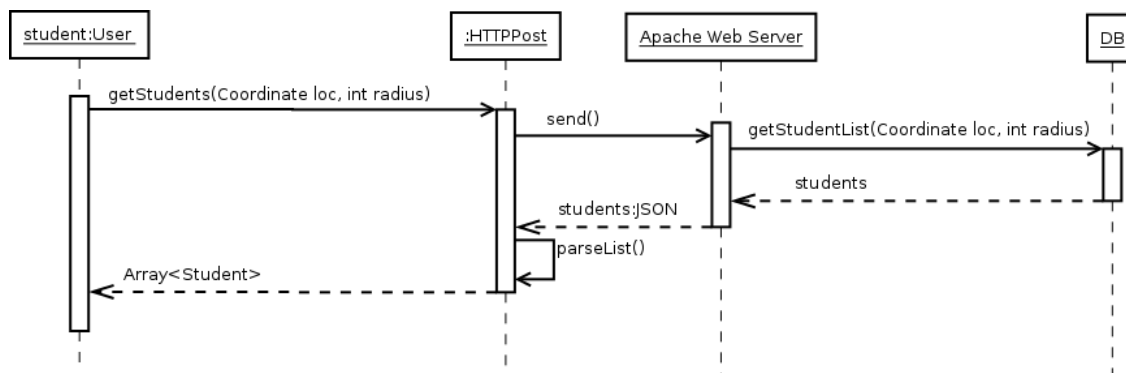 student:User
:HTTPPost
Apache Web Server
DB
getStudents(Coordinate loc, int radius)
send()
getStudentList(Coordinate loc, int radius)
students
students:JSON
parseList()
Array<Student>